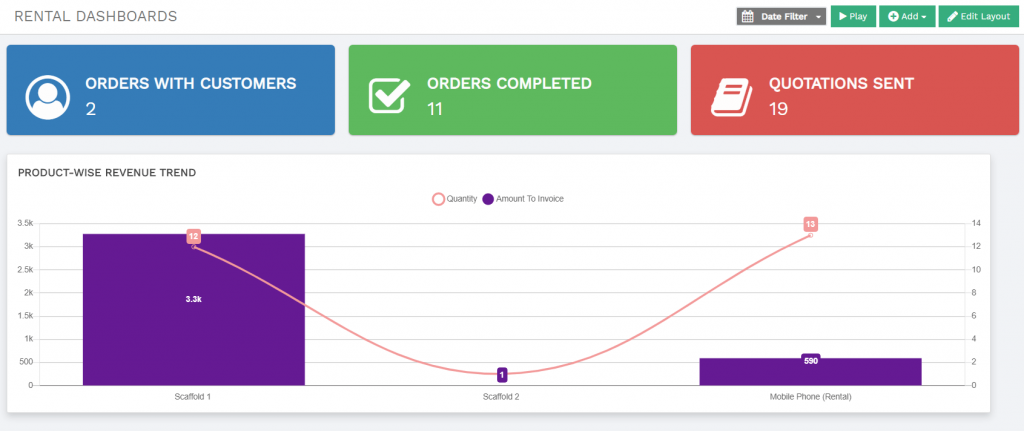 RENTAL DASHBOARDS
Date Filter
Play
Add
Edit Layout
ORDERS WITH CUSTOMERS
2
ORDERS COMPLETED
11
QUOTATIONS SENT
19
PRODUCT-WISE REVENUE TREND
Quantity Amount To Invoice
3.5k
3k
2.5k
2k
1.5k
1k
500
0
12
3.3k
1
13
590
14
12
10
8
6
4
2
0
Scaffold 1
Scaffold 2
Mobile Phone (Rental)